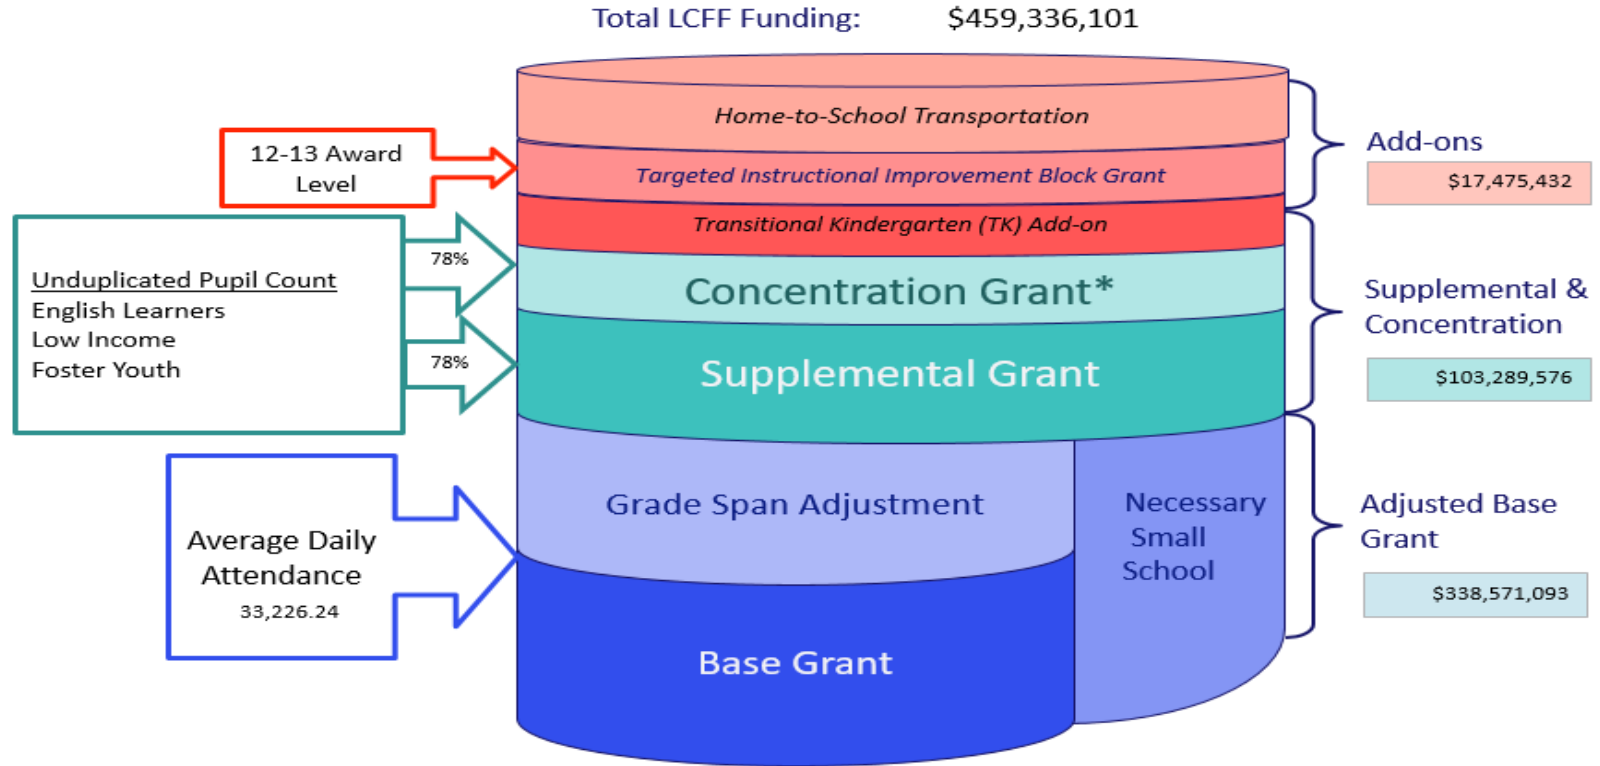 Total LCFF Funding: $459,336,101
Home-to-School Transportation
12-13 Award
Level
Targeted Instructional Improvement Block Grant
Add-ons
$17,475,432
Transitional Kindergarten (TK) Add-on
Unduplicated Pupil Count
English Learners
Low Income
Foster Youth
78%
78%
Concentration Grant*
Supplemental Grant
Supplemental &
Concentration
$103,289,576
Average Daily
Attendance
33,226.24
Grade Span Adjustment
Base Grant
Necessary
Small
School
Adjusted Base
Grant
$338,571,093